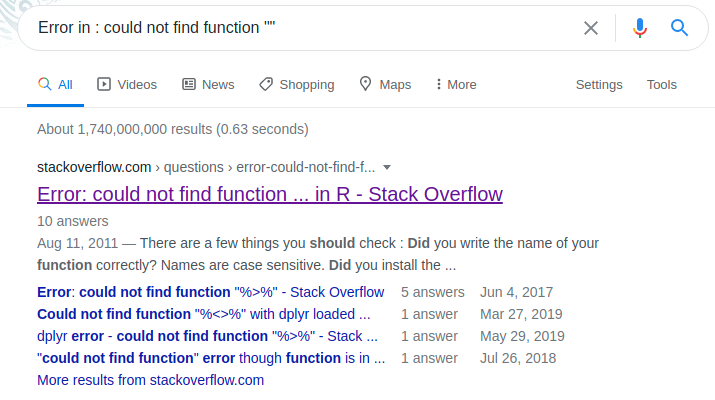 Error in : could not find function ""
All Videos News Shopping Maps More Settings Tools
About 1,740,000,000 results (0.63 seconds)
stackoverflow.com › questions › error-could-not-find-f...
Error: could not find function ... in R - Stack Overflow
10 answers
Aug 11, 2011 — There are a few things you should check : Did you write the name of your
function correctly? Names are case sensitive. Did you install the ...
Error: could not find function "%>%" - Stack Overflow 5 answers Jun 4, 2017
Could not find function "%<>%" with dplyr loaded ... 1 answer Mar 27, 2019
dplyr error - could not find function "%>%" - Stack ... 1 answer May 29, 2019
"could not find function" error though function is in ... 1 answer Jul 26, 2018
More results from stackoverflow.com